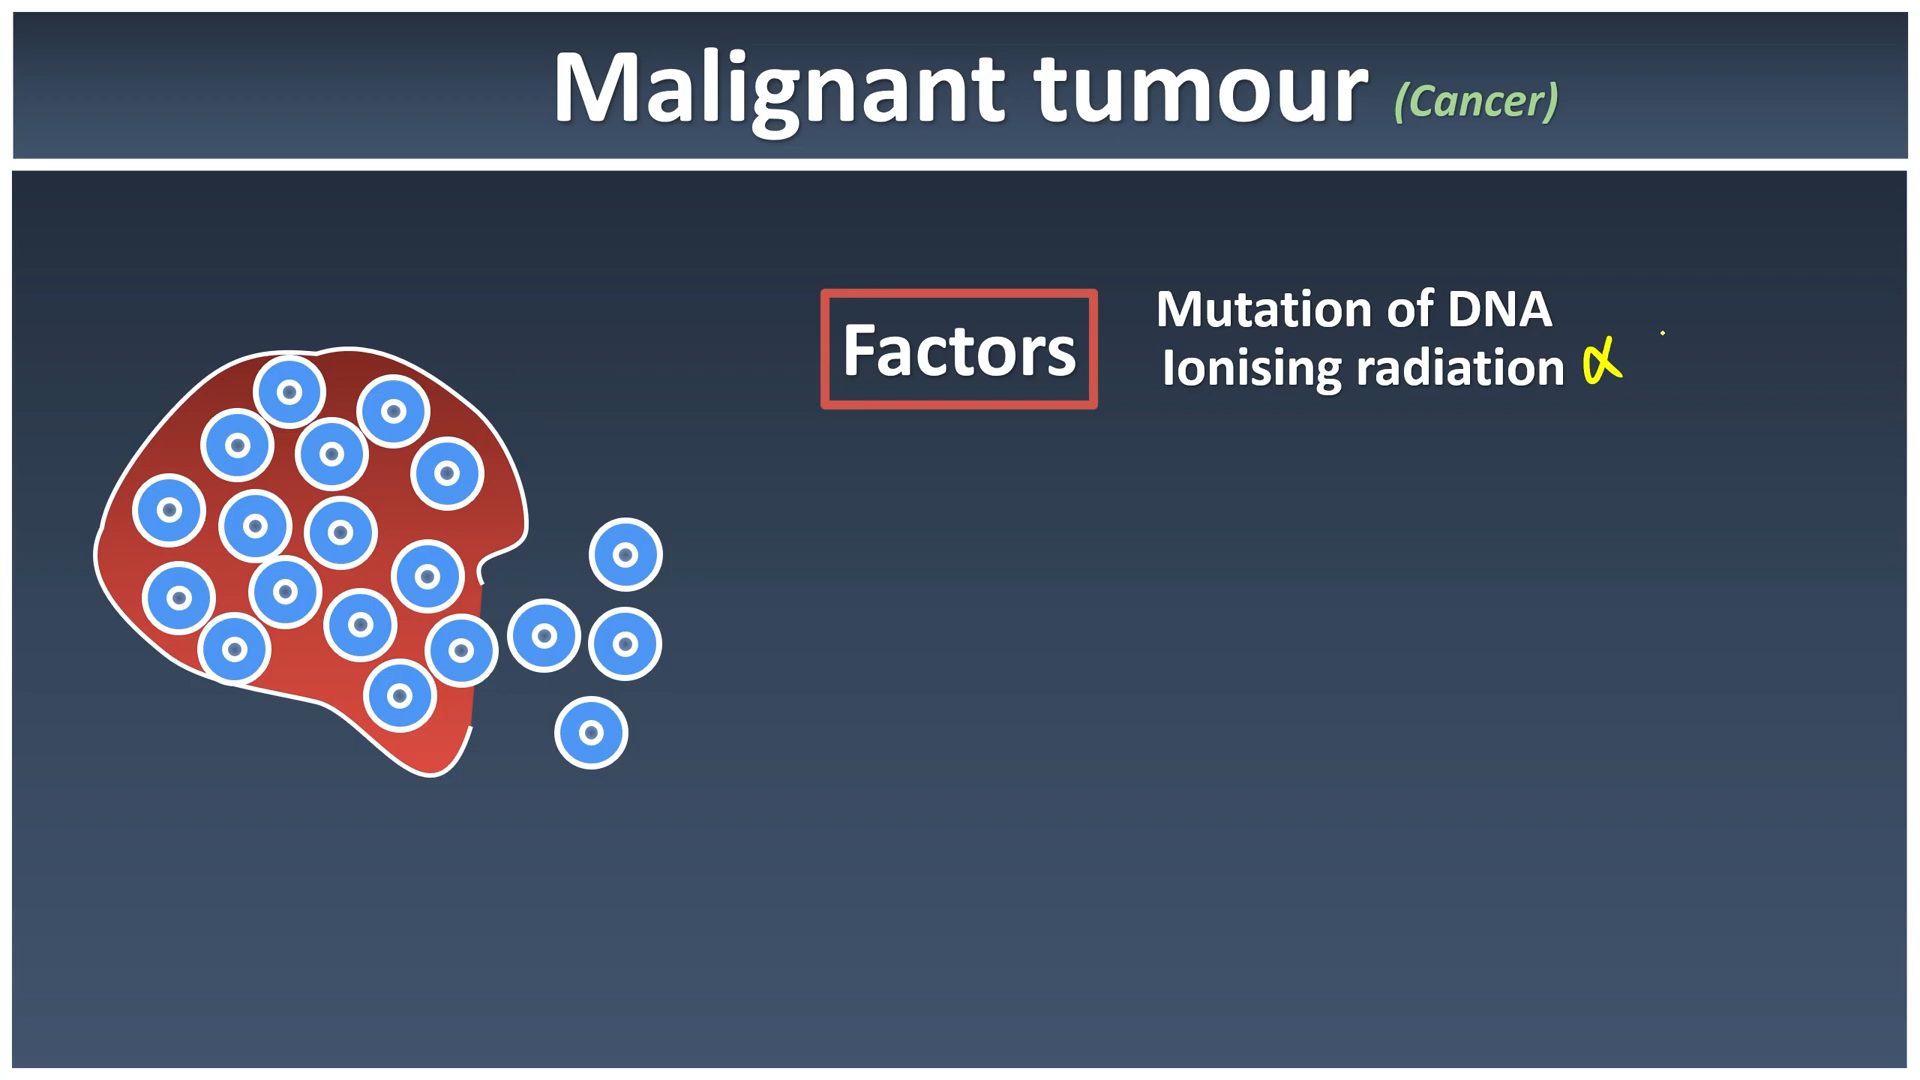 Malignant tumour (Cancer)
Factors
Mutation of DNA
Ionising radiation α